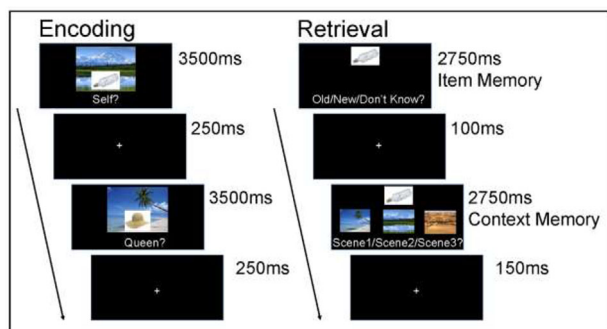 Encoding
3500ms
Self?
250ms
3500ms
Queen?
250ms
Retrieval
2750ms
Item Memory
Old/New/Don't Know?
100ms
2750ms
Context Memory
Scene1/Scene2/Scene3?
150ms